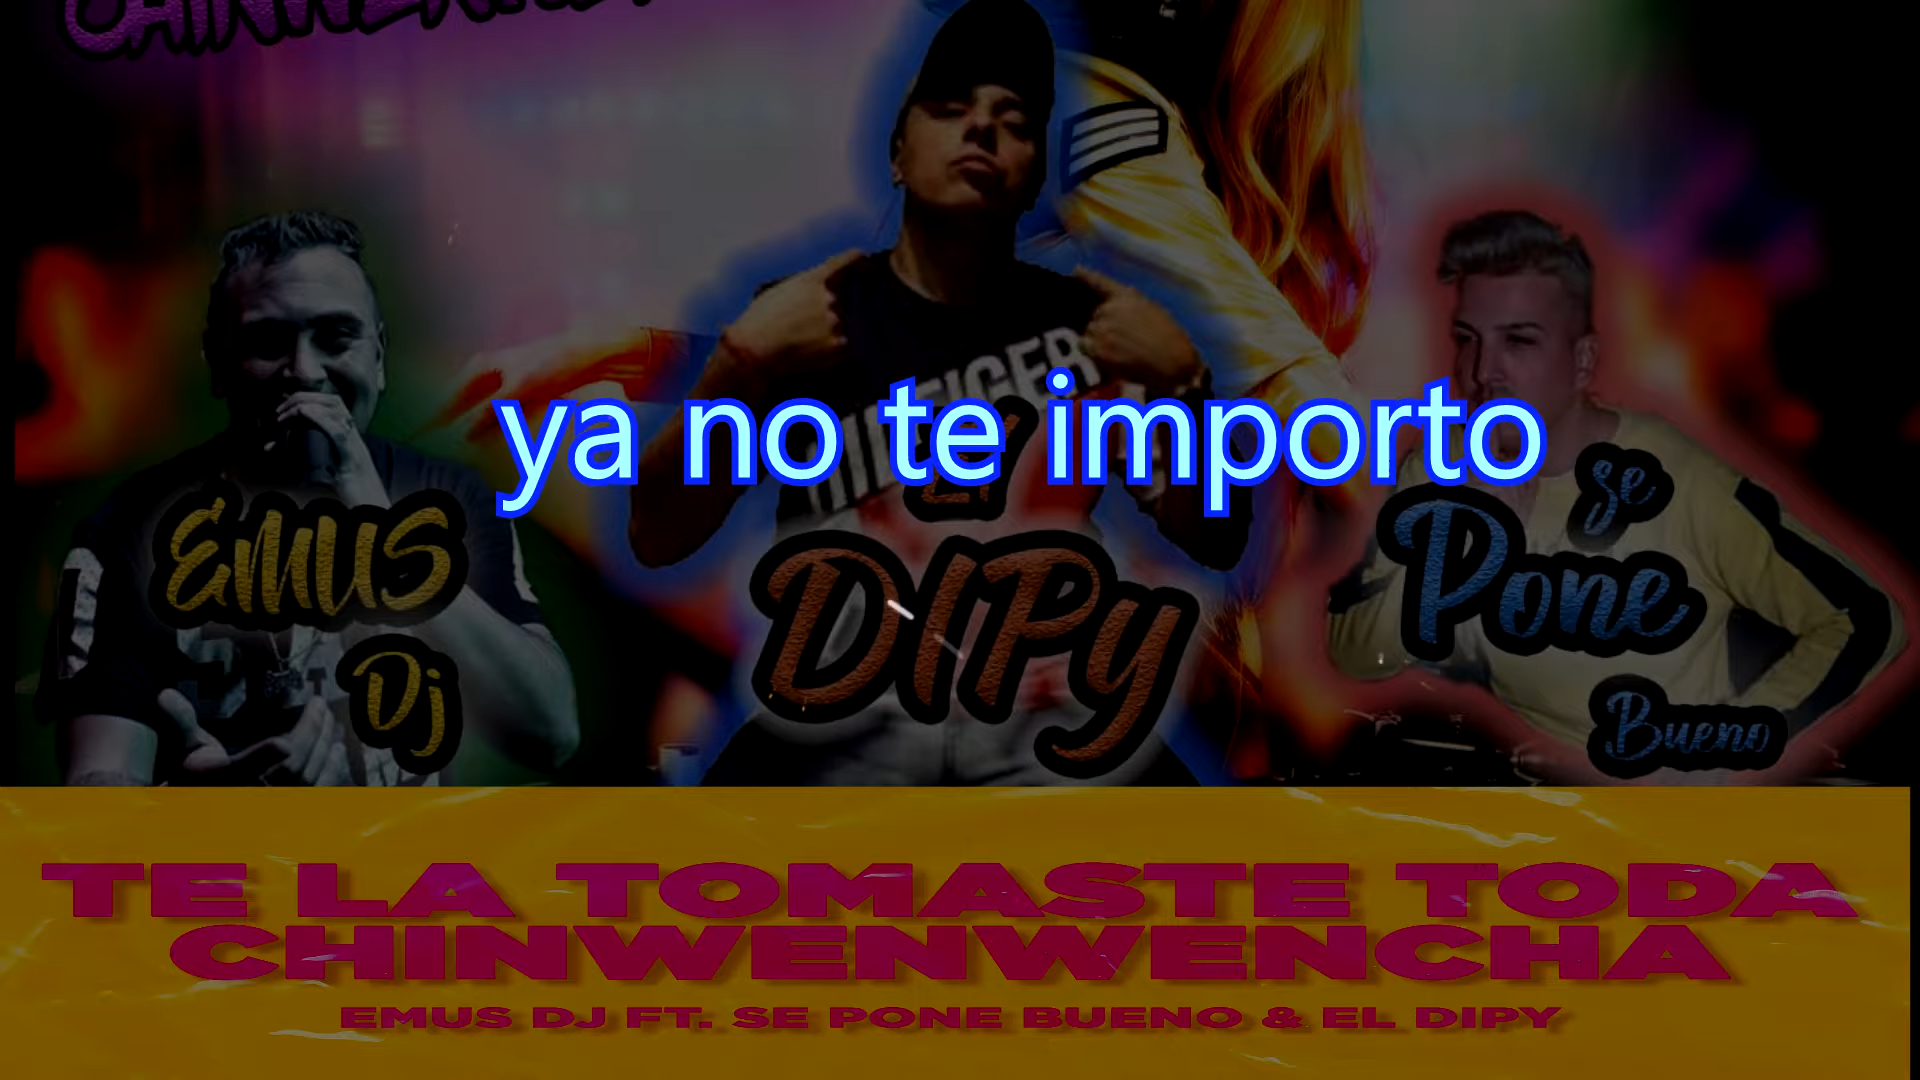 ya no te importo
El
DIPy
Emus
Dj
se
Pone
Bueno
TE LA TOMASTE TODA
CHINWENWENCHA
EMUS DJ FT. SE PONE BUENO & EL DIPY